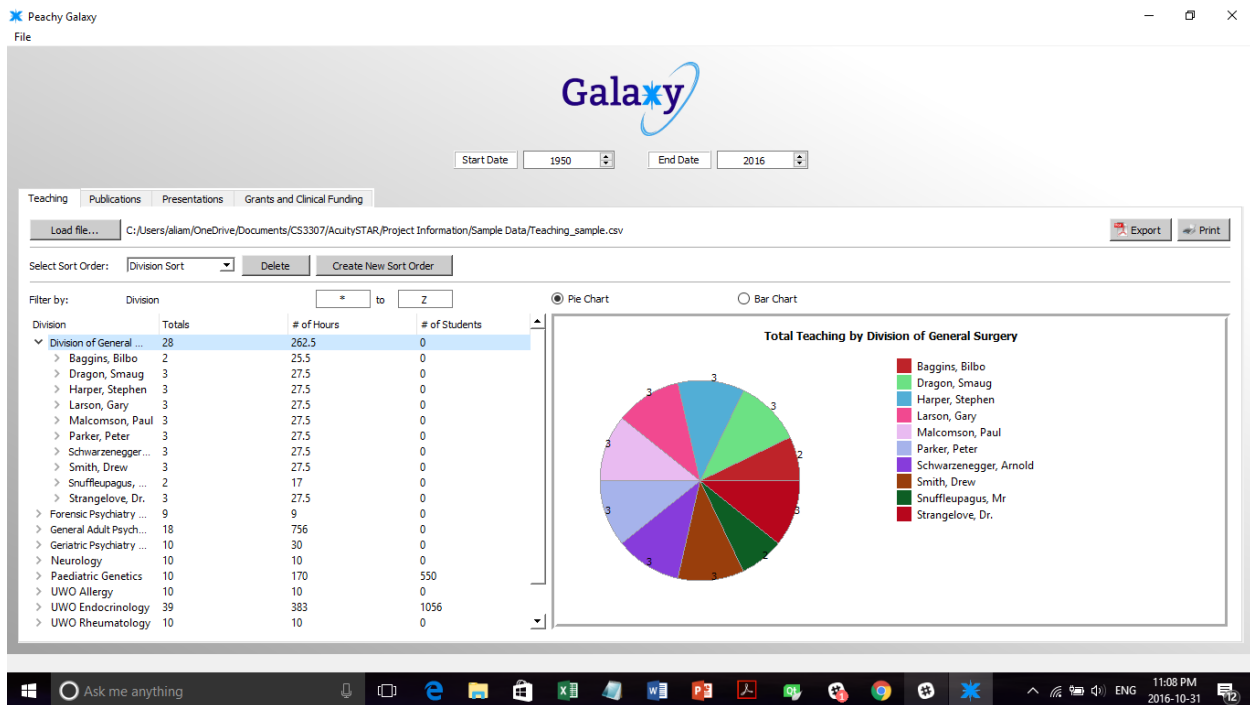 Peachy Galaxy
File
Galaxy
Start Date 1950 End Date 2016
Teaching Publications Presentations Grants and Clinical Funding
Load file... C:/Users/aliam/OneDrive/Documents/CS3307/AcuitySTAR/Project Information/Sample Data/Teaching_sample.csv Export Print
Select Sort Order: Division Sort Delete Create New Sort Order
Filter by: Division * to Z Pie Chart Bar Chart
Division Totals # of Hours # of Students
Division of General ... 28 262.5 0
Baggins, Bilbo 2 25.5 0
Dragon, Smaug 3 27.5 0
Harper, Stephen 3 27.5 0
Larson, Gary 3 27.5 0
Malcomson, Paul 3 27.5 0
Parker, Peter 3 27.5 0
Schwarzenegger... 3 27.5 0
Smith, Drew 3 27.5 0
Snuffleupagus, ... 2 17 0
Strangelove, Dr. 3 27.5 0
Forensic Psychiatry ... 9 9 0
General Adult Psych... 18 756 0
Geriatric Psychiatry ... 10 30 0
Neurology 10 10 0
Paediatric Genetics 10 170 550
UWO Allergy 10 10 0
UWO Endocrinology 39 383 1056
UWO Rheumatology 10 10 0
Total Teaching by Division of General Surgery
3
3
3
3
2
3
3
3
2
3
Baggins, Bilbo
Dragon, Smaug
Harper, Stephen
Larson, Gary
Malcomson, Paul
Parker, Peter
Schwarzenegger, Arnold
Smith, Drew
Snuffleupagus, Mr
Strangelove, Dr.
Ask me anything ENG 11:08 PM
2016-10-31
12